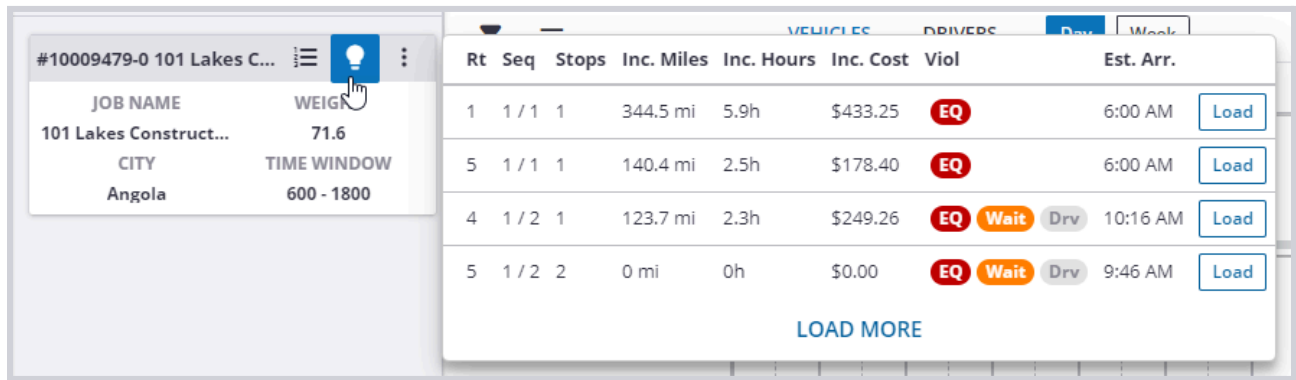 VEHICLES DRIVERS Day Week
#10009479-0 101 Lakes C...
JOB NAME
101 Lakes Construct...
WEIG
71.6
CITY
Angola
TIME WINDOW
600 - 1800
Rt Seq Stops Inc. Miles Inc. Hours Inc. Cost Viol Est. Arr.
1 1 / 1 1 344.5 mi 5.9h $433.25 EQ 6:00 AM Load
5 1 / 1 1 140.4 mi 2.5h $178.40 EQ 6:00 AM Load
4 1 / 2 1 123.7 mi 2.3h $249.26 EQ Wait Drv 10:16 AM Load
5 1 / 2 2 0 mi 0h $0.00 EQ Wait Drv 9:46 AM Load
LOAD MORE